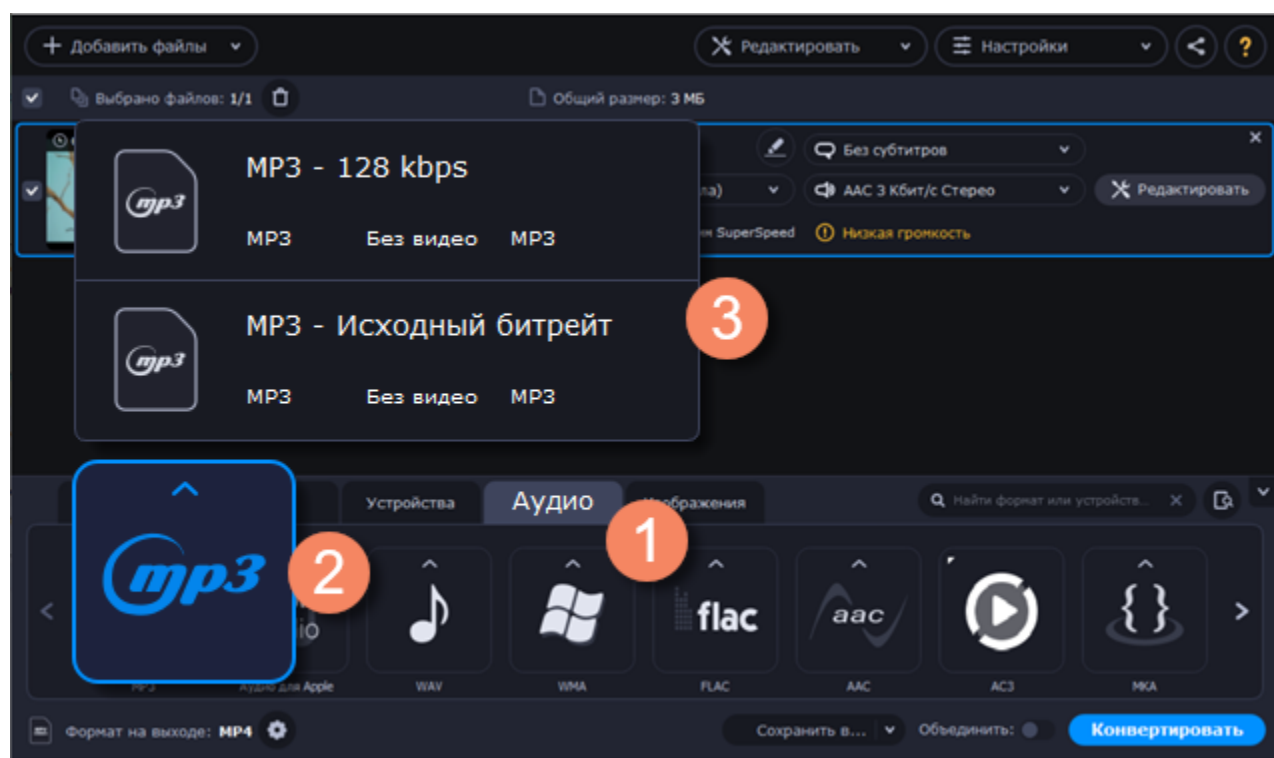 + Добавить файлы
Редактировать
Настройки
?
Выбрано файлов: 1/1
Общий размер: 3 МБ
MP3 - 128 kbps
MP3 Без видео MP3
MP3 - Исходный битрейт
MP3 Без видео MP3
mp3
mp3
Без субтитров
AAC 3 Кбит/с Стерео
Редактировать
SuperSpeed
Низкая громкость
3
Устройства
Аудио
1
Найти формат или устройств...
mp3
2
flac
aac
MP3
Аудио для Apple
WAV
WMA
FLAC
AAC
AC3
MKA
Формат на выходе: MP4
Сохранить в...
Объединить:
Конвертировать